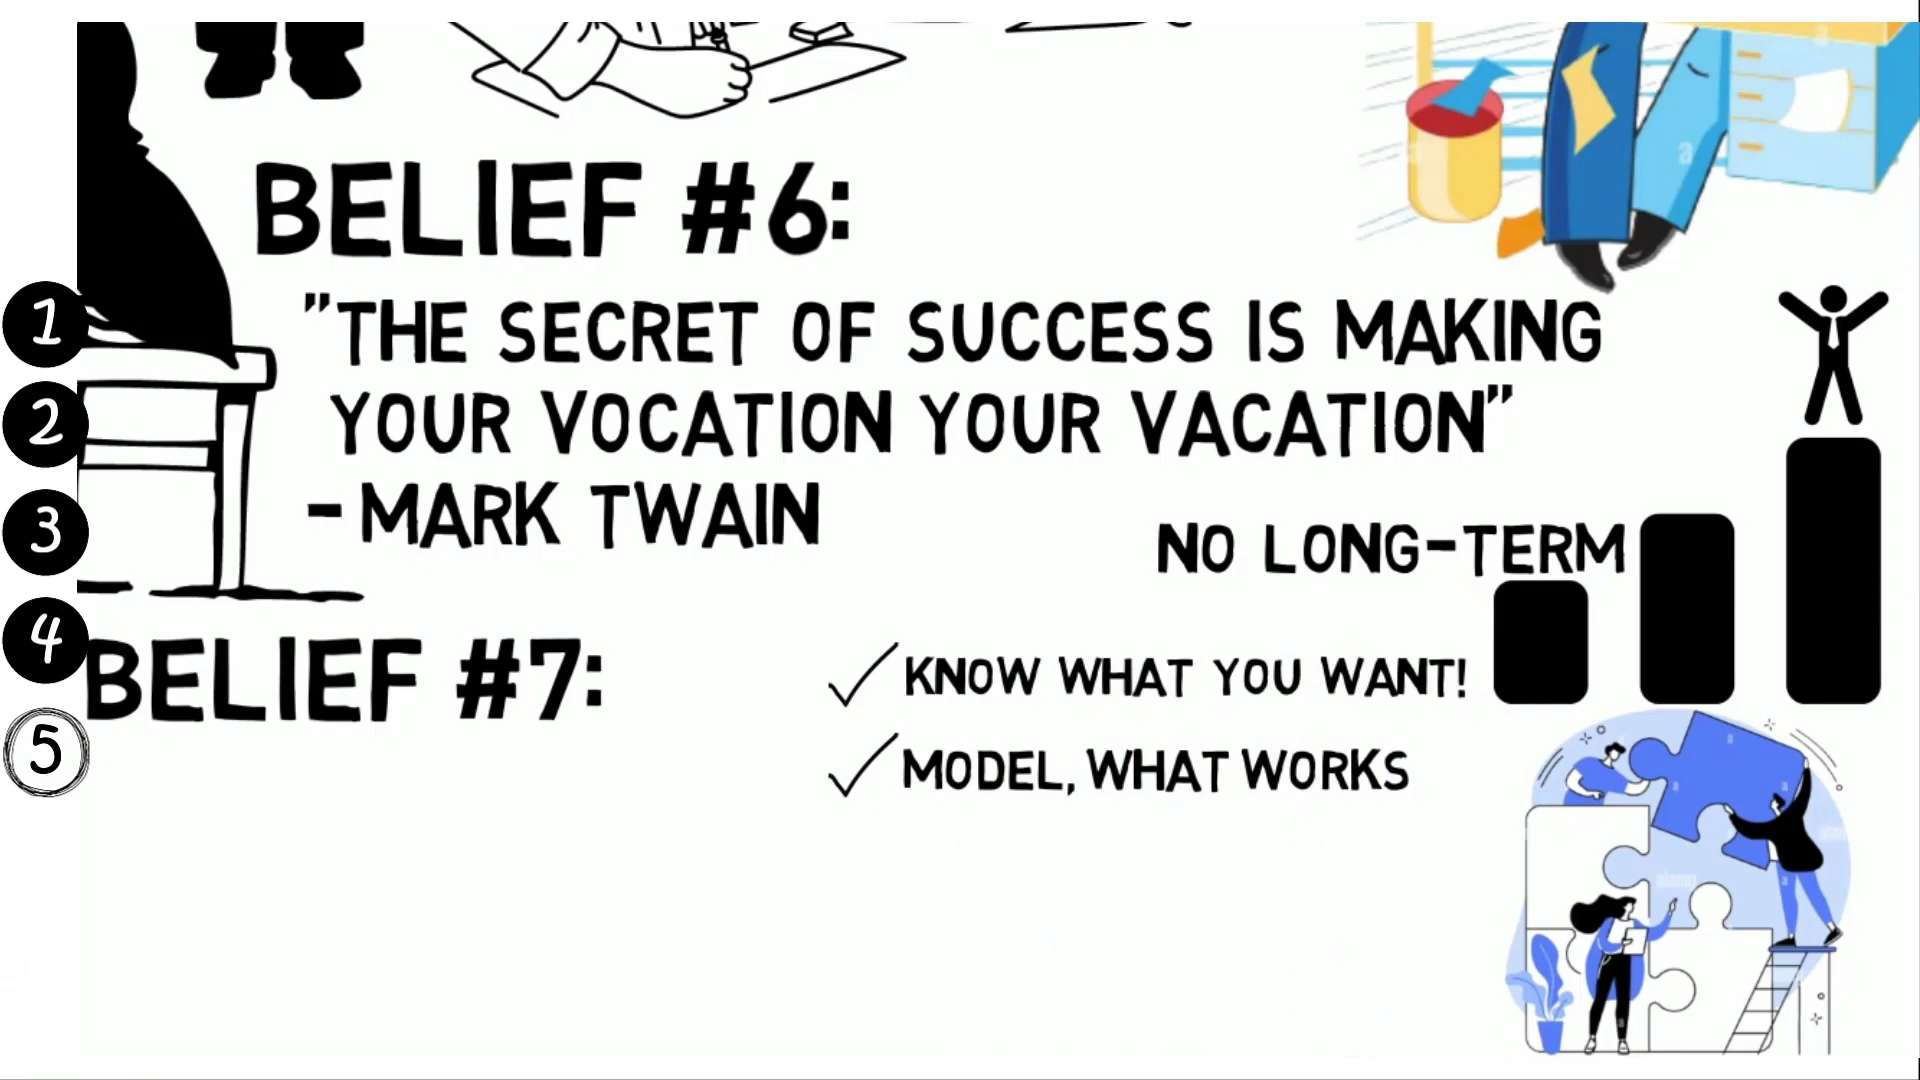 BELIEF #6:
"THE SECRET OF SUCCESS IS MAKING
YOUR VOCATION YOUR VACATION"
- MARK TWAIN
NO LONG-TERM
BELIEF #7:
KNOW WHAT YOU WANT!
MODEL, WHAT WORKS
1
2
3
4
5